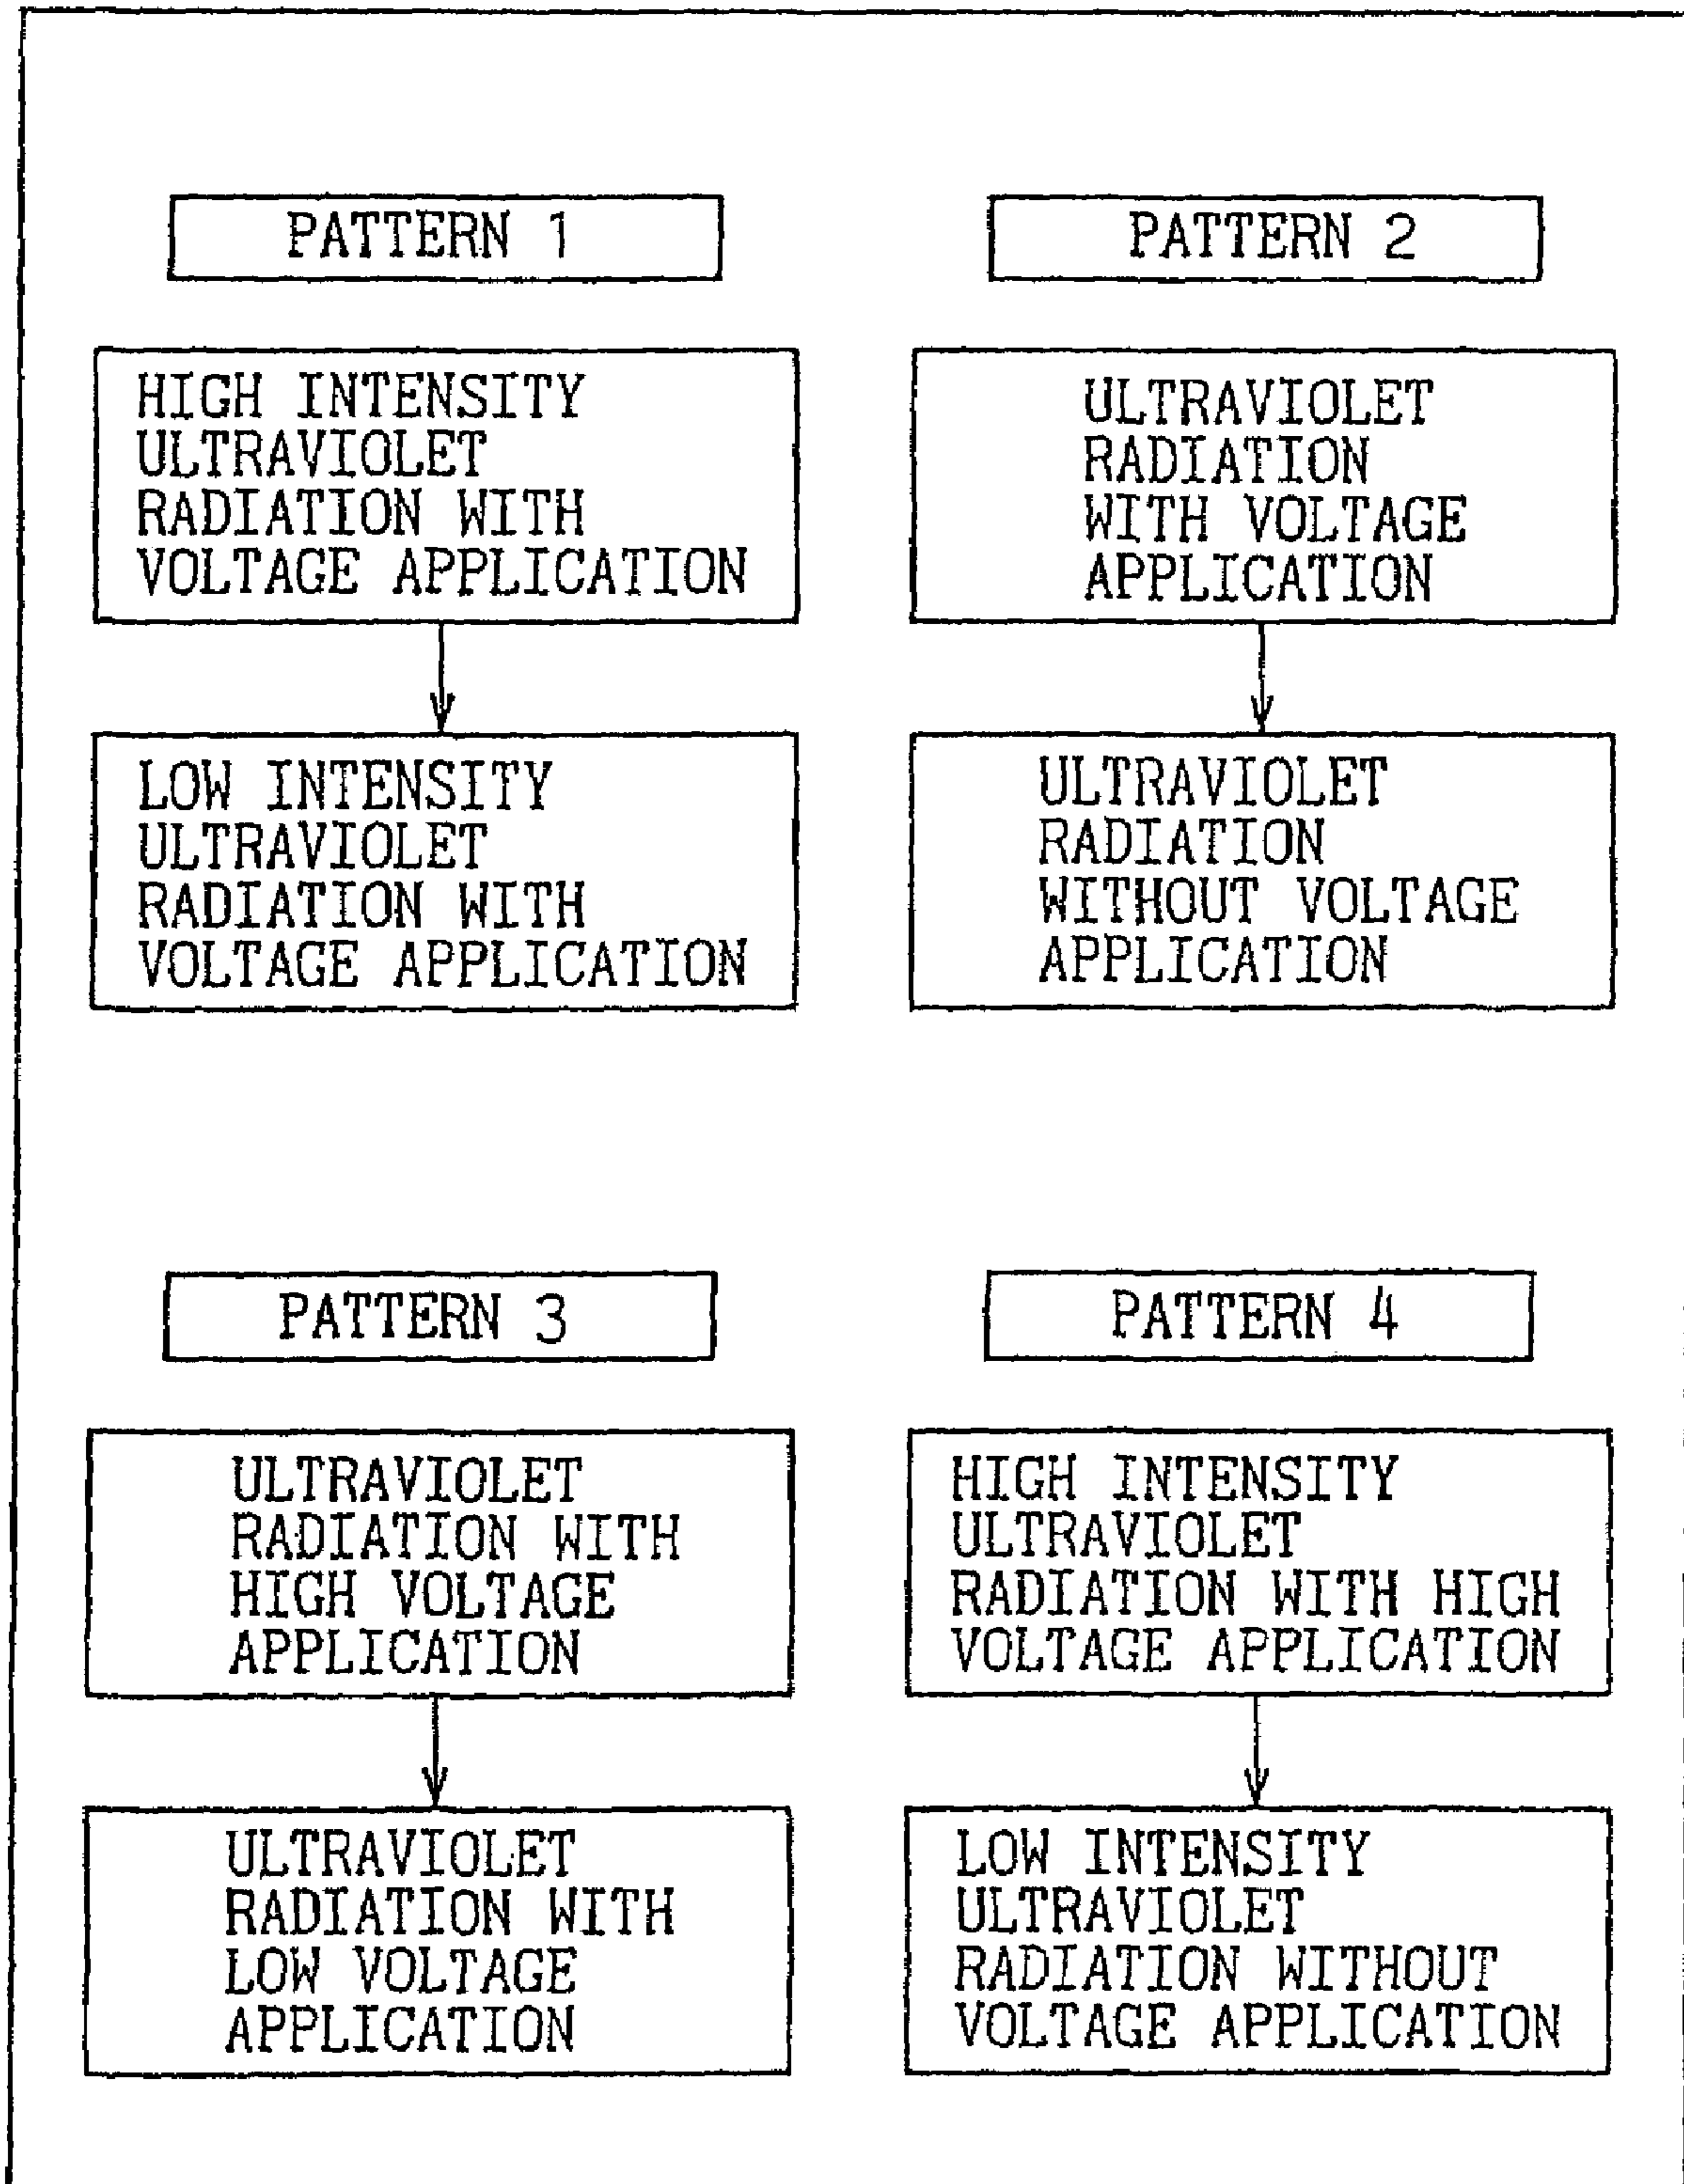 PATTERN 1
HIGH INTENSITY
ULTRAVIOLET
RADIATION WITH
VOLTAGE APPLICATION
LOW INTENSITY
ULTRAVIOLET
RADIATION WITH
VOLTAGE APPLICATION
PATTERN 2
ULTRAVIOLET
RADIATION
WITH VOLTAGE
APPLICATION
ULTRAVIOLET
RADIATION
WITHOUT VOLTAGE
APPLICATION
PATTERN 3
ULTRAVIOLET
RADIATION WITH
HIGH VOLTAGE
APPLICATION
ULTRAVIOLET
RADIATION WITH
LOW VOLTAGE
APPLICATION
PATTERN 4
HIGH INTENSITY
ULTRAVIOLET
RADIATION WITH HIGH
VOLTAGE APPLICATION
LOW INTENSITY
ULTRAVIOLET
RADIATION WITHOUT
VOLTAGE APPLICATION